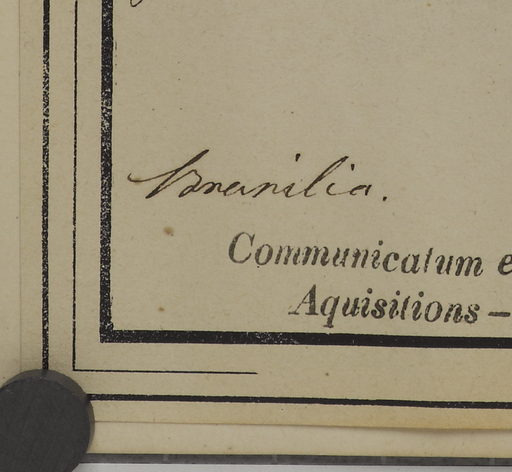 Brasilia.
Communicatum e
Aquisitions –